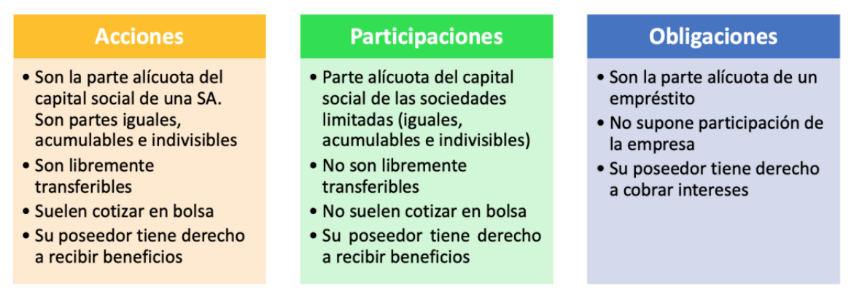 Acciones
• Son la parte alícuota del
capital social de una SA.
Son partes iguales,
acumulables e indivisibles
• Son libremente
transferibles
• Suelen cotizar en bolsa
• Su poseedor tiene derecho
a recibir beneficios
Participaciones
• Parte alícuota del capital
social de las sociedades
limitadas (iguales,
acumulables e indivisibles)
• No son libremente
transferibles
• No suelen cotizar en bolsa
• Su poseedor tiene derecho
a recibir beneficios
Obligaciones
• Son la parte alícuota de un
empréstito
• No supone participación de
la empresa
• Su poseedor tiene derecho
a cobrar intereses